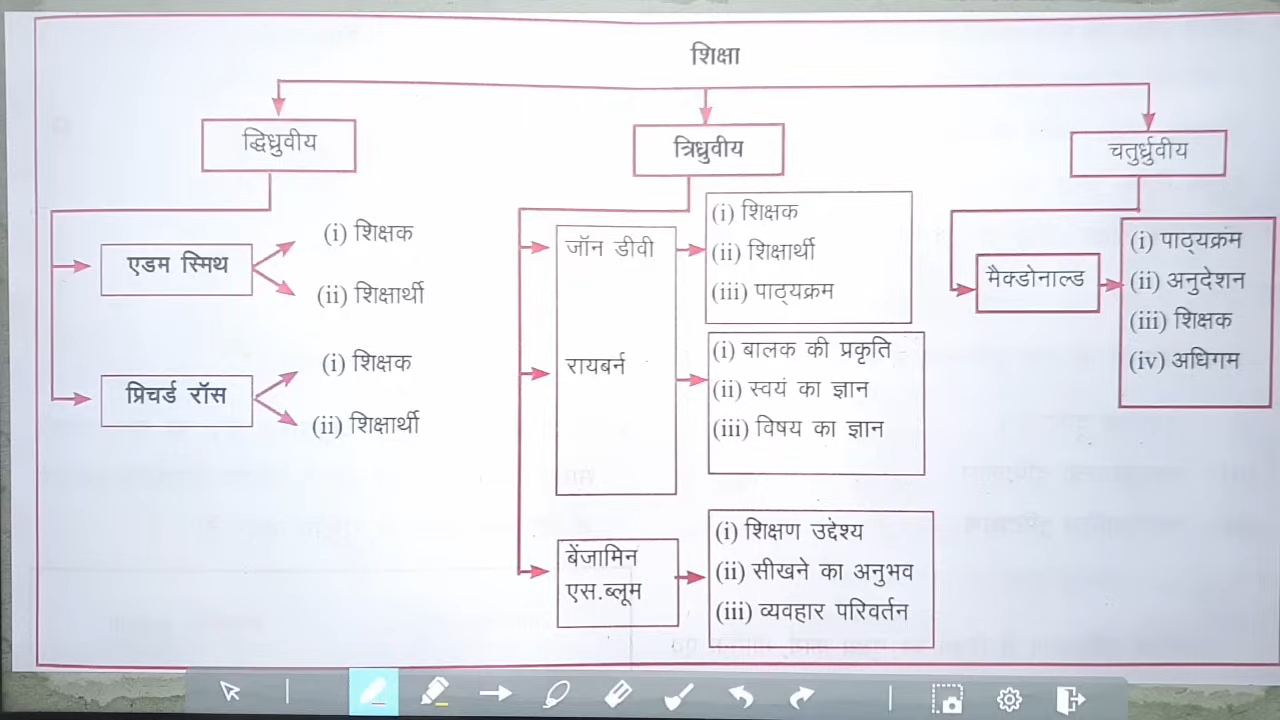 शिक्षा
द्धिध्रुवीय
एडम स्मिथ
(i) शिक्षक
(ii) शिक्षार्थी
प्रिचर्ड रॉस
(i) शिक्षक
(ii) शिक्षार्थी
त्रिध्रुवीय
जॉन डीवी
(i) शिक्षक
(ii) शिक्षार्थी
(iii) पाठ्यक्रम
रायबर्न
(i) बालक की प्रकृति
(ii) स्वयं का ज्ञान
(iii) विषय का ज्ञान
बेंजामिन
एस.ब्लूम
(i) शिक्षण उद्देश्य
(ii) सीखने का अनुभव
(iii) व्यवहार परिवर्तन
चतुर्ध्रुवीय
मैक्डोनाल्ड
(i) पाठ्यक्रम
(ii) अनुदेशन
(iii) शिक्षक
(iv) अधिगम